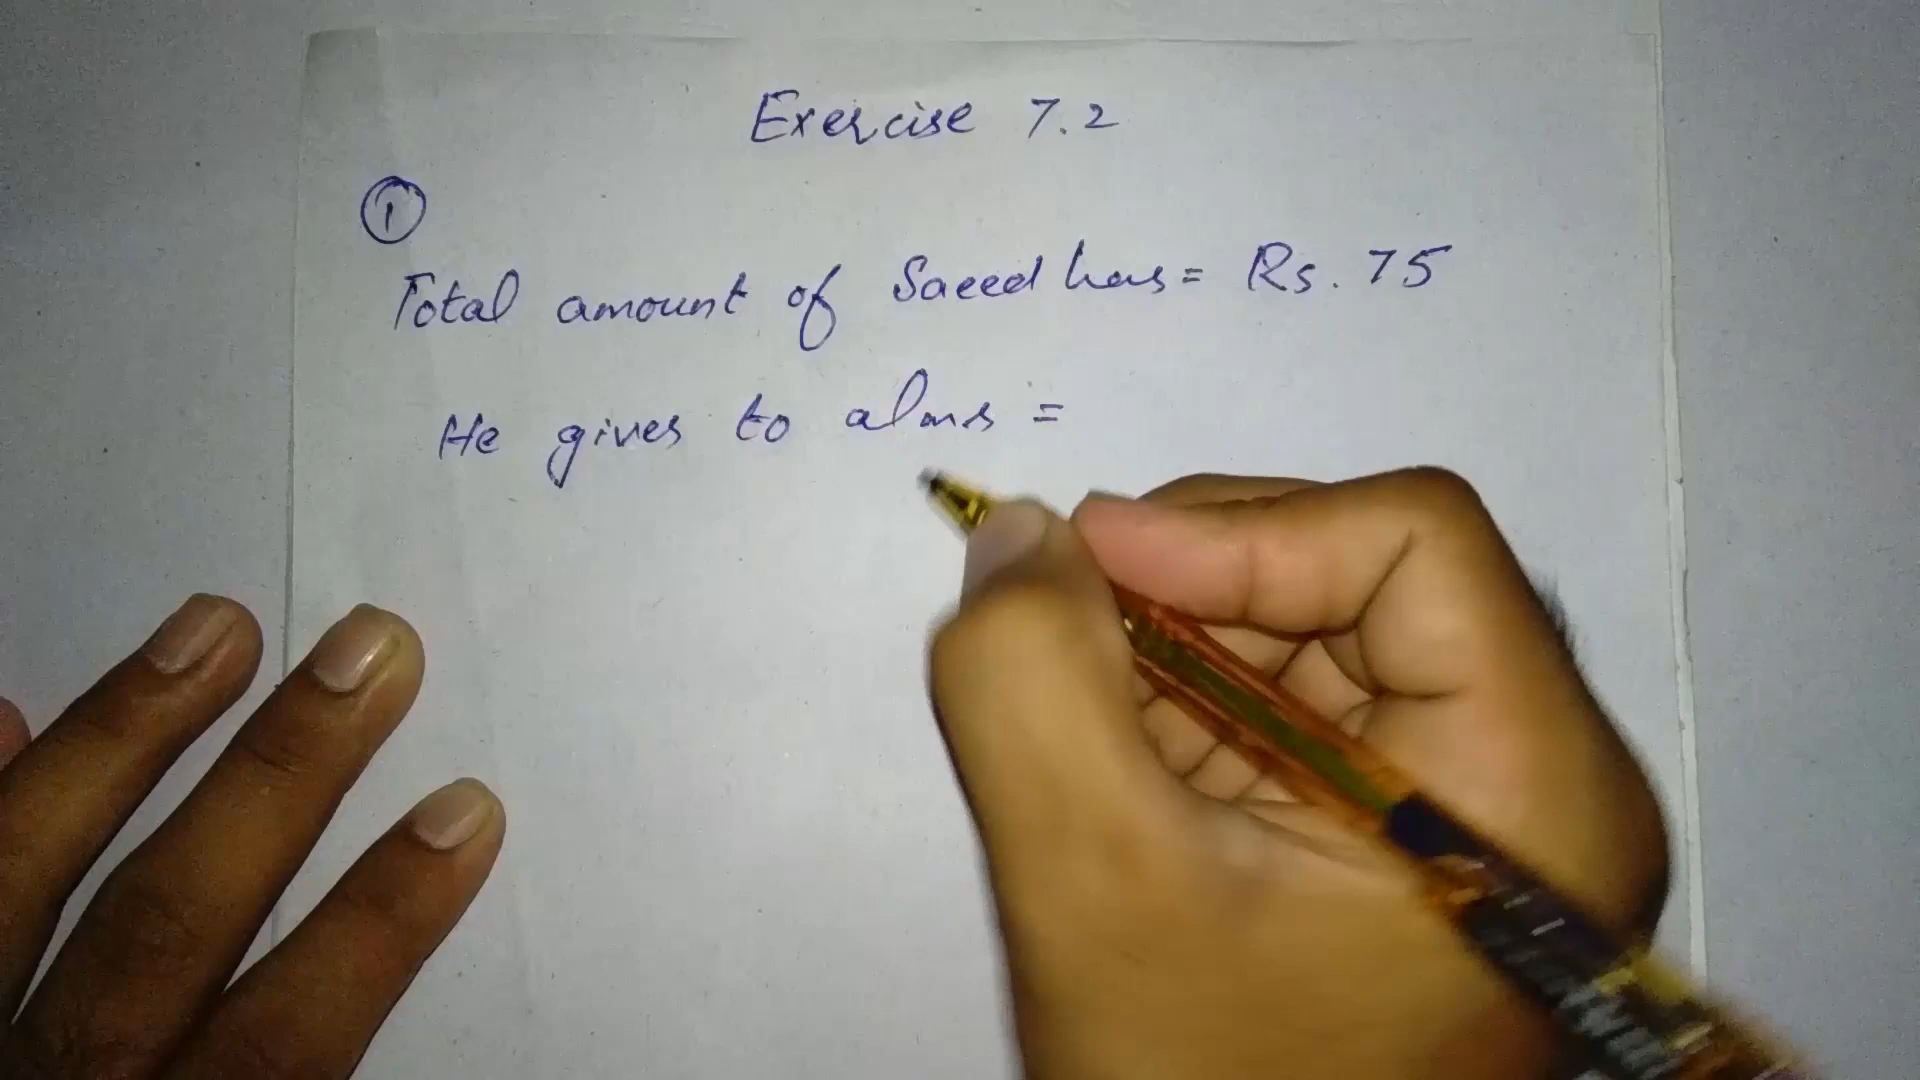 Exercise 7.2
1
Total amount of Saeed has = Rs. 75
He gives to alms =